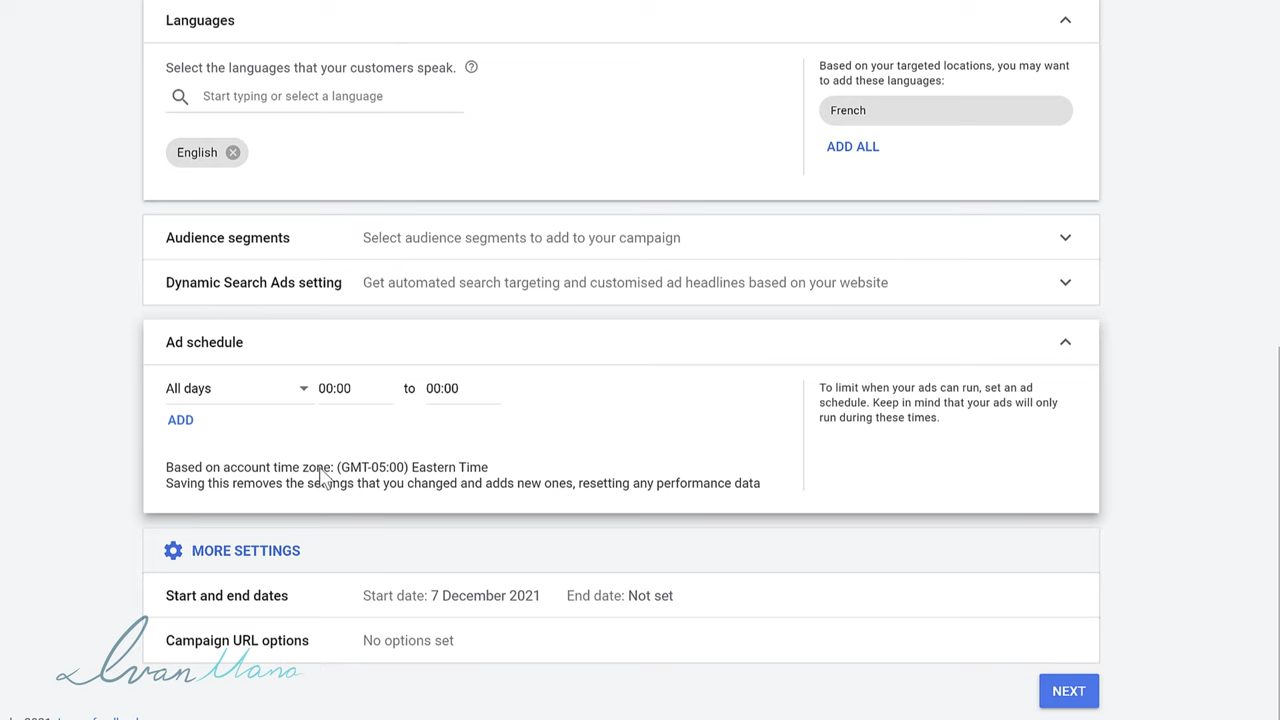 Languages
Select the languages that your customers speak.
Start typing or select a language
English
Based on your targeted locations, you may want
to add these languages:
French
ADD ALL
Audience segments Select audience segments to add to your campaign
Dynamic Search Ads setting Get automated search targeting and customised ad headlines based on your website
Ad schedule
All days 00:00 to 00:00
ADD
To limit when your ads can run, set an ad
schedule. Keep in mind that your ads will only
run during these times.
Based on account time zone: (GMT-05:00) Eastern Time
Saving this removes the settings that you changed and adds new ones, resetting any performance data
MORE SETTINGS
Start and end dates Start date: 7 December 2021 End date: Not set
Campaign URL options No options set
Ivan Mana
NEXT